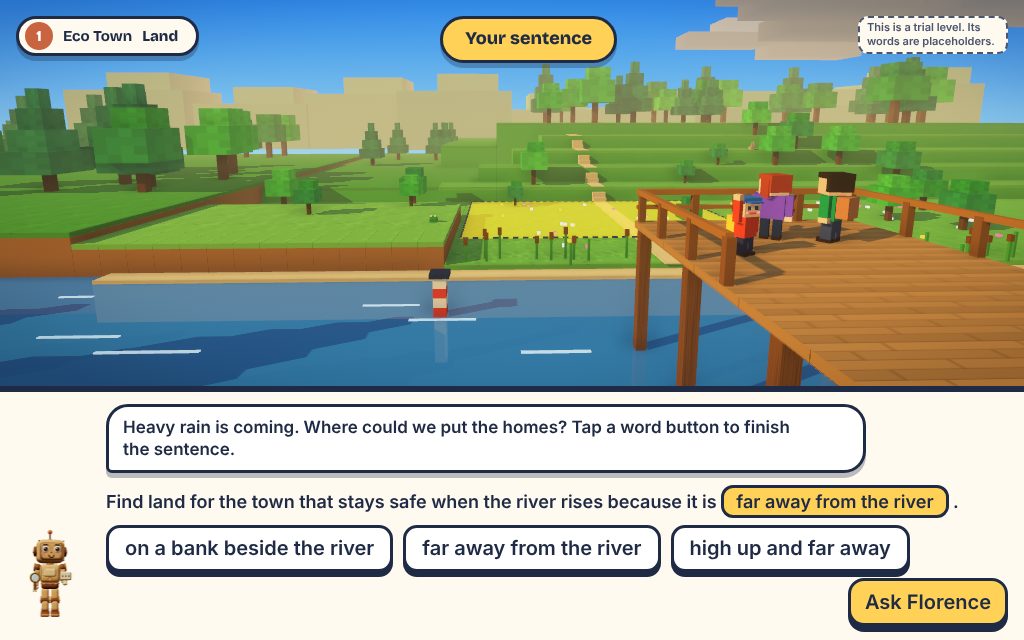 1 Eco Town Land
Your sentence
This is a trial level. Its
words are placeholders.
Heavy rain is coming. Where could we put the homes? Tap a word button to finish
the sentence.
Find land for the town that stays safe when the river rises because it is far away from the river .
on a bank beside the river
far away from the river
high up and far away
Ask Florence